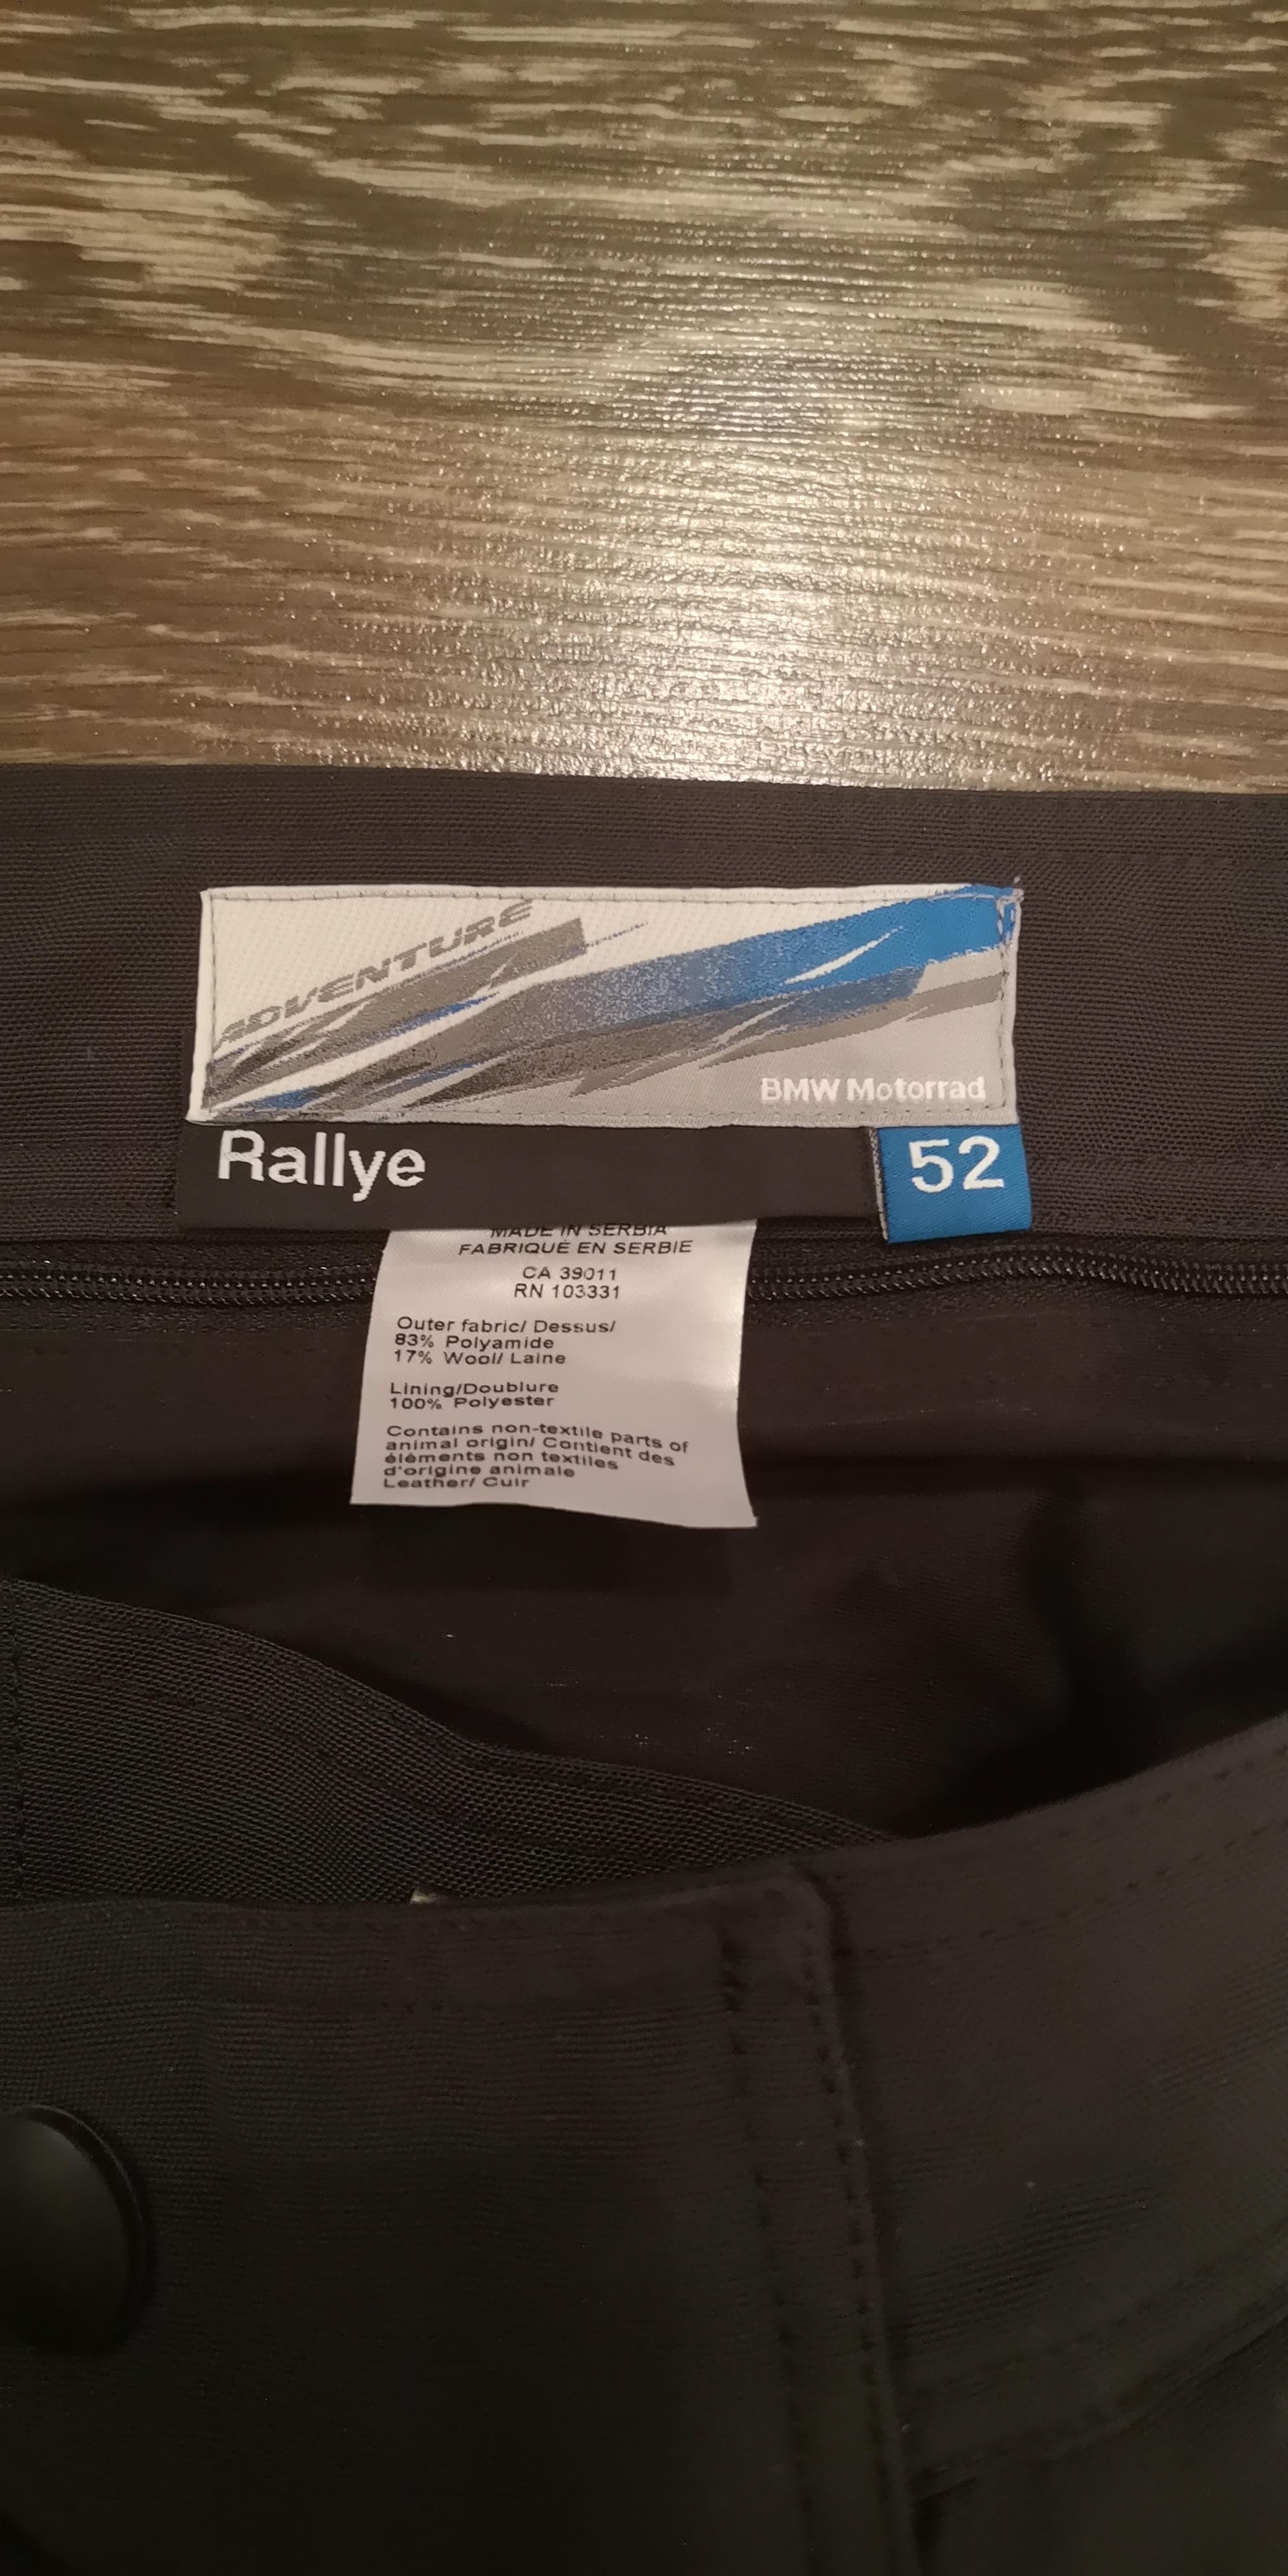 ADVENTURE
BMW Motorrad
Rallye
52
MADE IN SERBIA
FABRIQUÉ EN SERBIE
CA 39011
RN 103331
Outer fabric/ Dessus/
83% Polyamide
17% Wool/ Laine
Lining/Doublure
100% Polyester
Contains non-textile parts of
animal origin/ Contient des
éléments non textiles
d'origine animale
Leather/ Cuir